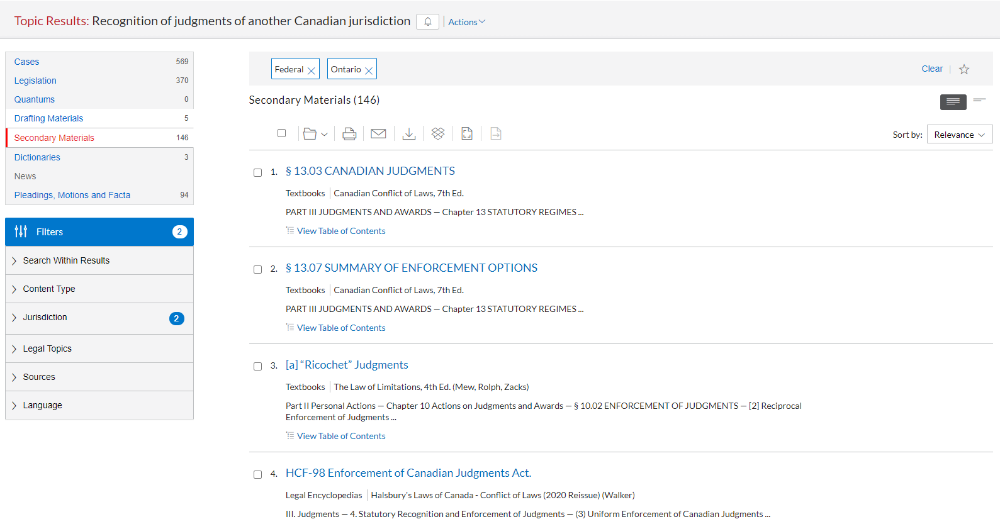 Topic Results: Recognition of judgments of another Canadian jurisdiction Actions
Cases 569
Legislation 370
Quantums 0
Drafting Materials 5
Secondary Materials 146
Dictionaries 3
News
Pleadings, Motions and Facta 94
Filters 2
Search Within Results
Content Type
Jurisdiction 2
Legal Topics
Sources
Language
Federal Ontario Clear
Secondary Materials (146)
Sort by: Relevance
1. § 13.03 CANADIAN JUDGMENTS
Textbooks | Canadian Conflict of Laws, 7th Ed.
PART III JUDGMENTS AND AWARDS — Chapter 13 STATUTORY REGIMES ...
View Table of Contents
2. § 13.07 SUMMARY OF ENFORCEMENT OPTIONS
Textbooks | Canadian Conflict of Laws, 7th Ed.
PART III JUDGMENTS AND AWARDS — Chapter 13 STATUTORY REGIMES ...
View Table of Contents
3. [a] “Ricochet” Judgments
Textbooks | The Law of Limitations, 4th Ed. (Mew, Rolph, Zacks)
Part II Personal Actions — Chapter 10 Actions on Judgments and Awards — § 10.02 ENFORCEMENT OF JUDGMENTS — [2] Reciprocal
Enforcement of Judgments ...
View Table of Contents
4. HCF-98 Enforcement of Canadian Judgments Act.
Legal Encyclopedias | Halsbury's Laws of Canada - Conflict of Laws (2020 Reissue) (Walker)
III. Judgments — 4. Statutory Recognition and Enforcement of Judgments — (3) Uniform Enforcement of Canadian Judgments ...